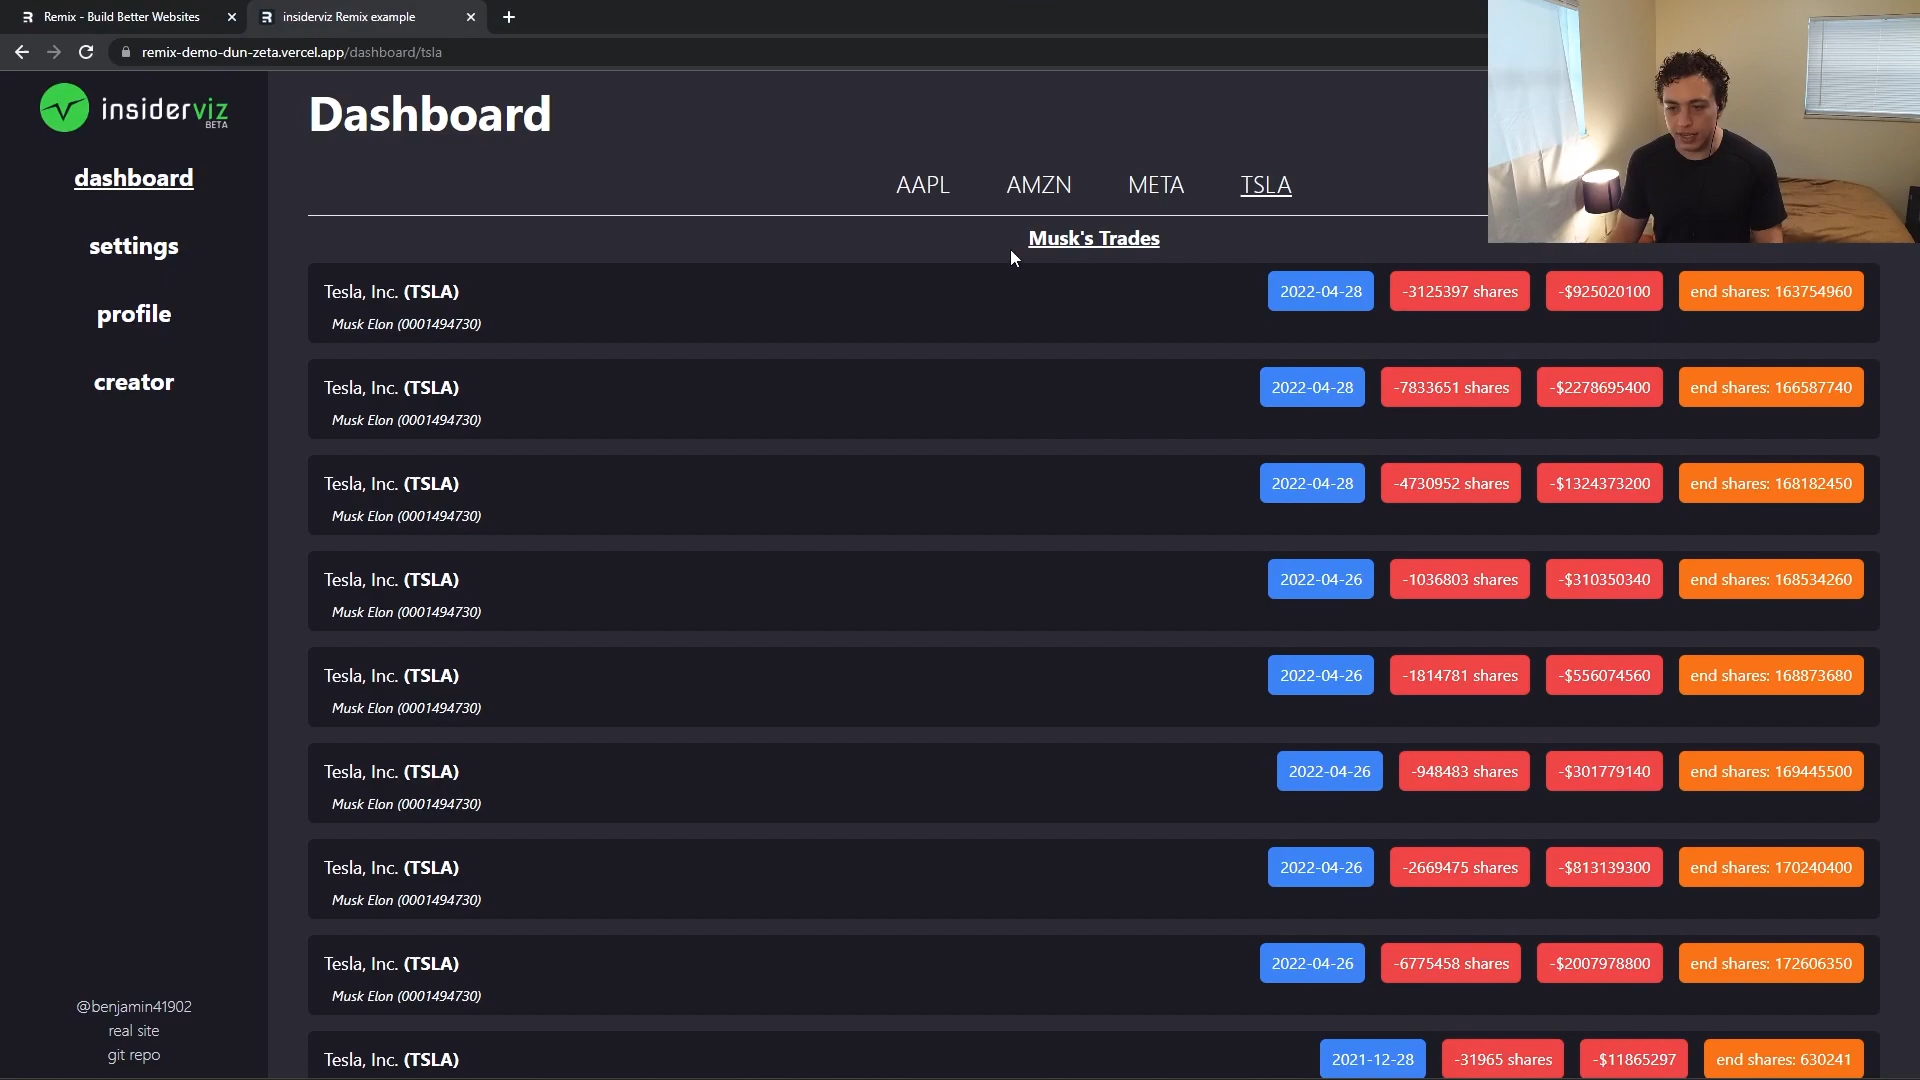 Remix - Build Better Websites
insiderviz Remix example
remix-demo-dun-zeta.vercel.app/dashboard/tsla
insiderviz
BETA
dashboard
settings
profile
creator
@benjamin41902
real site
git repo
Dashboard
AAPL AMZN META TSLA
Musk's Trades
Tesla, Inc. (TSLA) 2022-04-28 -3125397 shares -$925020100 end shares: 163754960
Musk Elon (0001494730)
Tesla, Inc. (TSLA) 2022-04-28 -7833651 shares -$2278695400 end shares: 166587740
Musk Elon (0001494730)
Tesla, Inc. (TSLA) 2022-04-28 -4730952 shares -$1324373200 end shares: 168182450
Musk Elon (0001494730)
Tesla, Inc. (TSLA) 2022-04-26 -1036803 shares -$310350340 end shares: 168534260
Musk Elon (0001494730)
Tesla, Inc. (TSLA) 2022-04-26 -1814781 shares -$556074560 end shares: 168873680
Musk Elon (0001494730)
Tesla, Inc. (TSLA) 2022-04-26 -948483 shares -$301779140 end shares: 169445500
Musk Elon (0001494730)
Tesla, Inc. (TSLA) 2022-04-26 -2669475 shares -$813139300 end shares: 170240400
Musk Elon (0001494730)
Tesla, Inc. (TSLA) 2022-04-26 -6775458 shares -$2007978800 end shares: 172606350
Musk Elon (0001494730)
Tesla, Inc. (TSLA) 2021-12-28 -31965 shares -$11865297 end shares: 630241